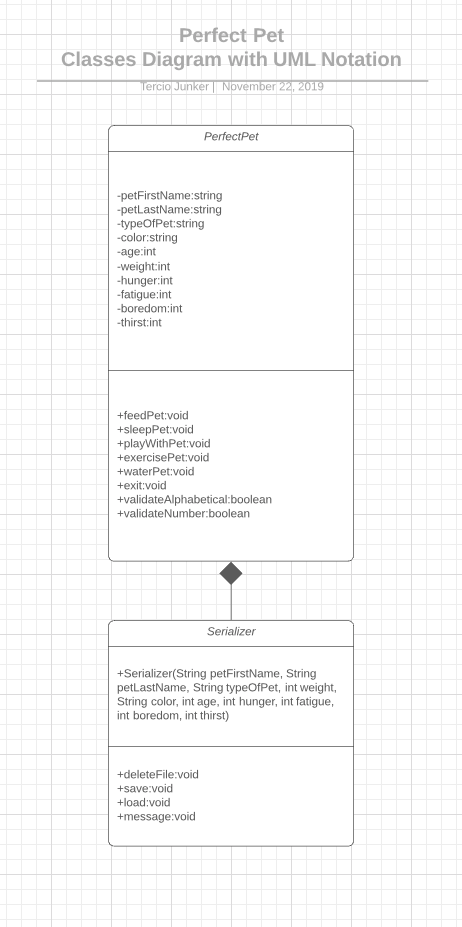 Perfect Pet
Classes Diagram with UML Notation
Tercio Junker | November 22, 2019
PerfectPet
-petFirstName:string
-petLastName:string
-typeOfPet:string
-color:string
-age:int
-weight:int
-hunger:int
-fatigue:int
-boredom:int
-thirst:int
+feedPet:void
+sleepPet:void
+playWithPet:void
+exercisePet:void
+waterPet:void
+exit:void
+validateAlphabetical:boolean
+validateNumber:boolean
Serializer
+Serializer(String petFirstName, String
petLastName, String typeOfPet, int weight,
String color, int age, int hunger, int fatigue,
int boredom, int thirst)
+deleteFile:void
+save:void
+load:void
+message:void